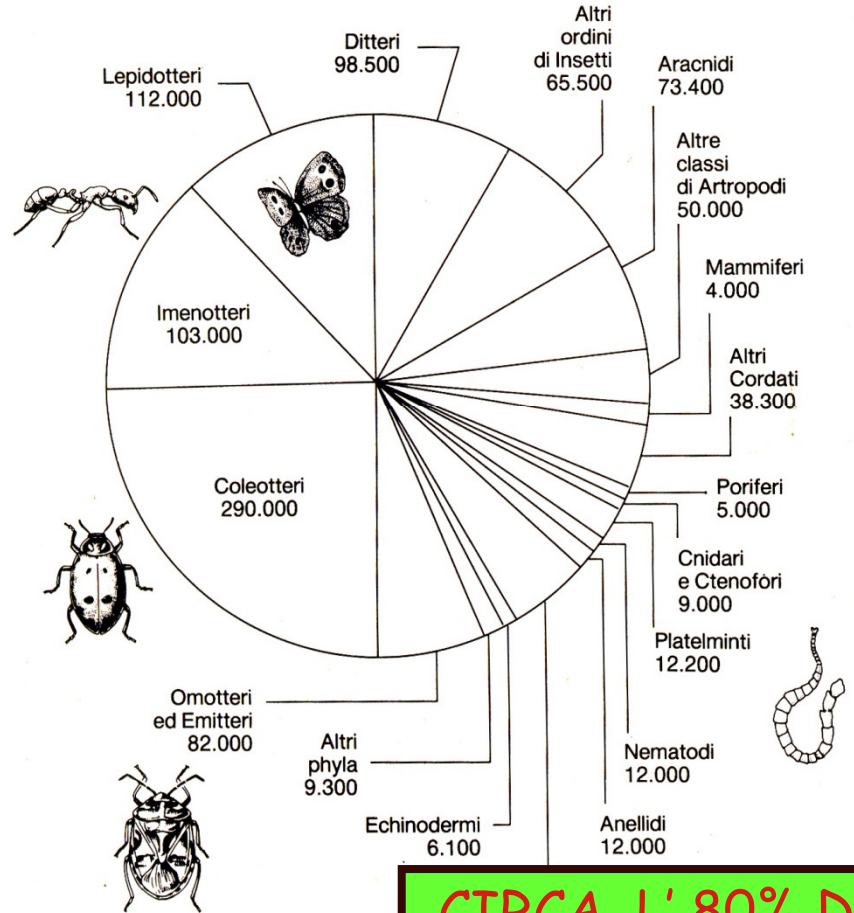 Ditteri
98.500
Altri
ordini
di Insetti
65.500
Aracnidi
73.400
Lepidotteri
112.000
Altre
classi
di Artropodi
50.000
Mammiferi
4.000
Imenotteri
103.000
Altri
Cordati
38.300
Coleotteri
290.000
Poriferi
5.000
Cnidari
e Ctenofòri
9.000
Platelminti
12.200
Omotteri
ed Emitteri
82.000
Altri
phyla
9.300
Nematodi
12.000
Echinodermi
6.100
Anellidi
12.000
CIRCA L'80% D